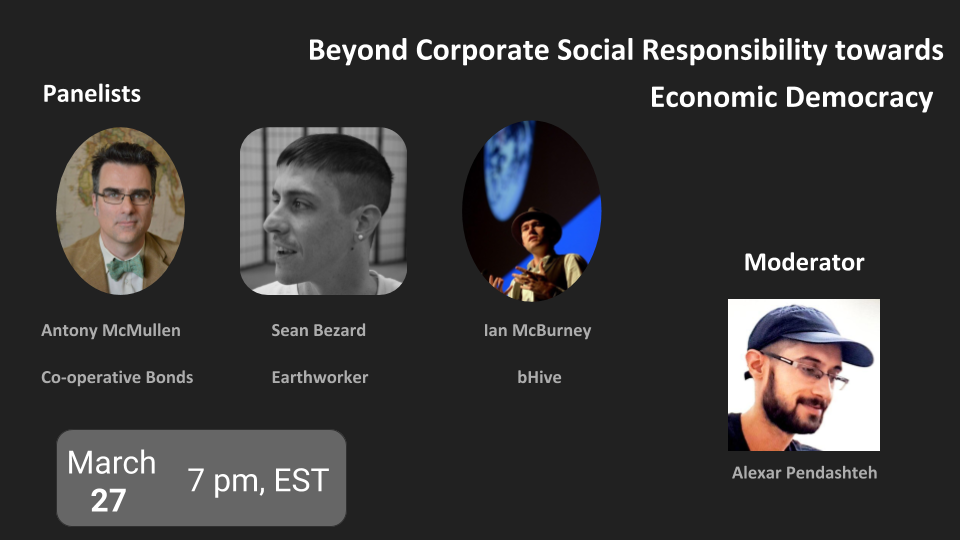 Beyond Corporate Social Responsibility towards
Economic Democracy
Panelists
Antony McMullen
Co-operative Bonds
Sean Bezard
Earthworker
Ian McBurney
bHive
Moderator
Alexar Pendashteh
March
27
7 pm, EST